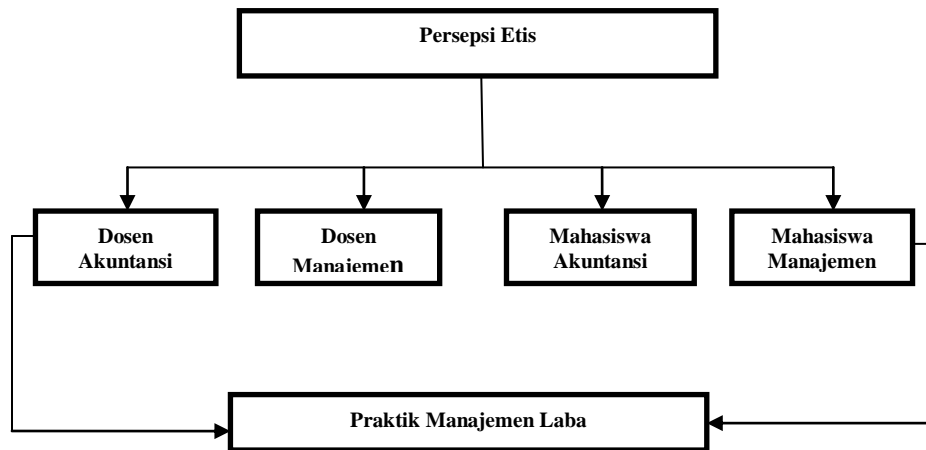 Persepsi Etis
Dosen
Akuntansi
Dosen
Manajemen
Mahasiswa
Akuntansi
Mahasiswa
Manajemen
Praktik Manajemen Laba